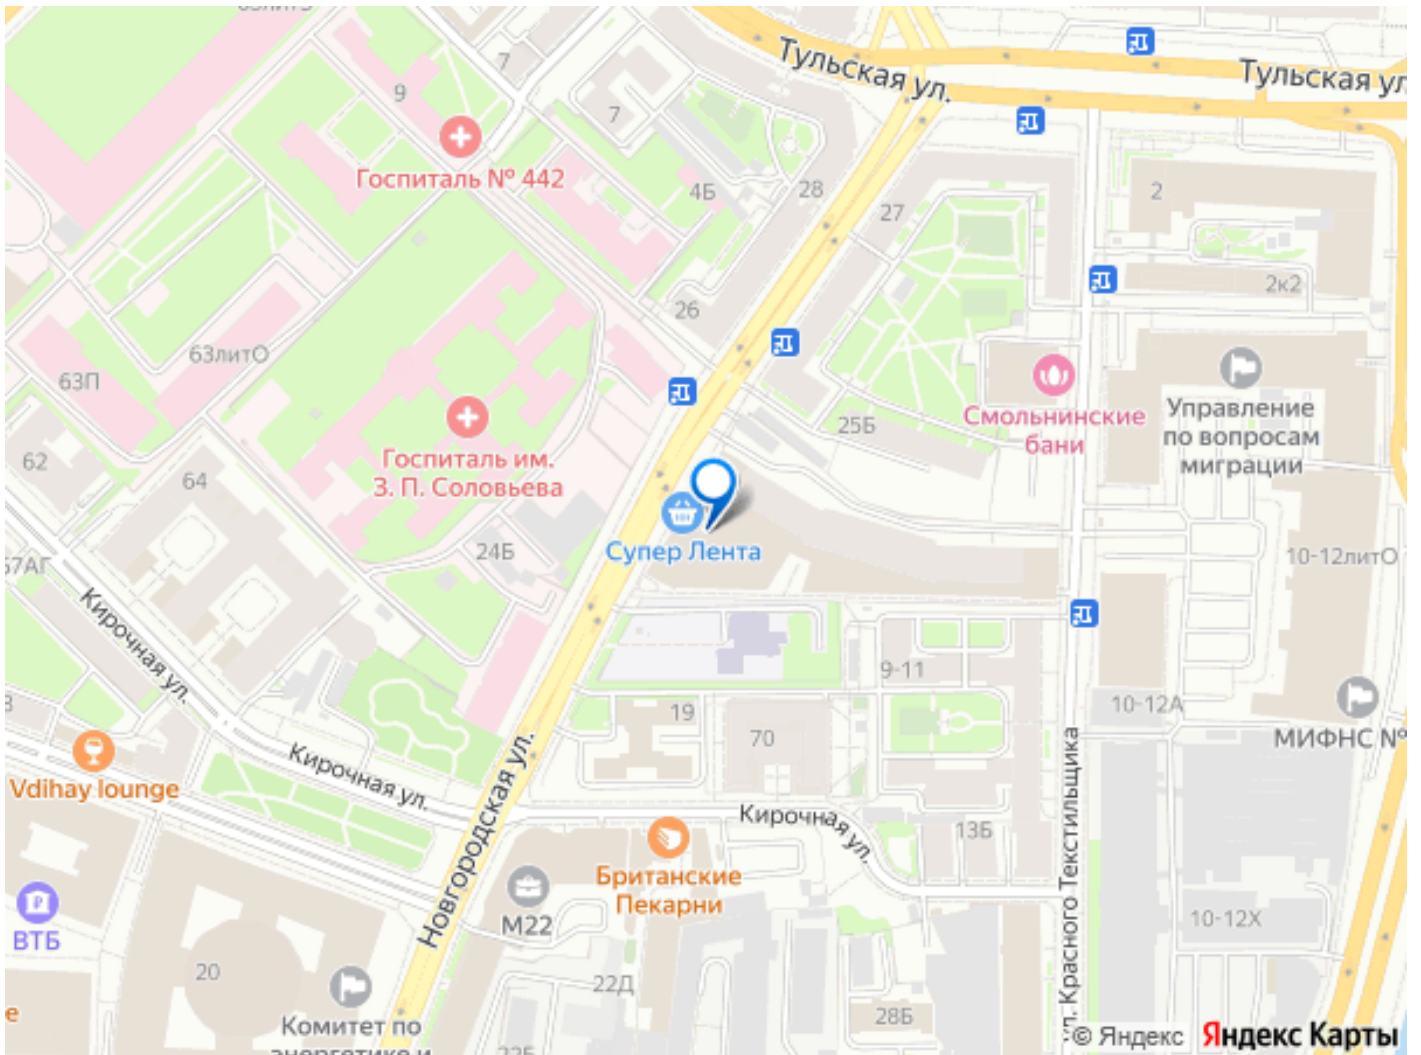 Тульская ул.
Тульская ул
7
9
7
Госпиталь № 442
4Б
28
27
2
2к2
26
63литО
63П
Смольнинские
бани
Управление
по вопросам
миграции
25Б
62
64
Госпиталь им.
З. П. Соловьева
24Б
Супер Лента
10-12литО
57АГ
Кирочная ул.
9-11
10-12А
19
70
МИФНС №
Vdihay lounge
Кирочная ул.
Новгородская ул.
Кирочная ул.
13Б
ул. Красного Текстильщика
Британские
Пекарни
М22
ВТБ
10-12Х
20
22Д
28Б
Комитет по
энергетике и
22Б
е
© Яндекс
Яндекс Карты